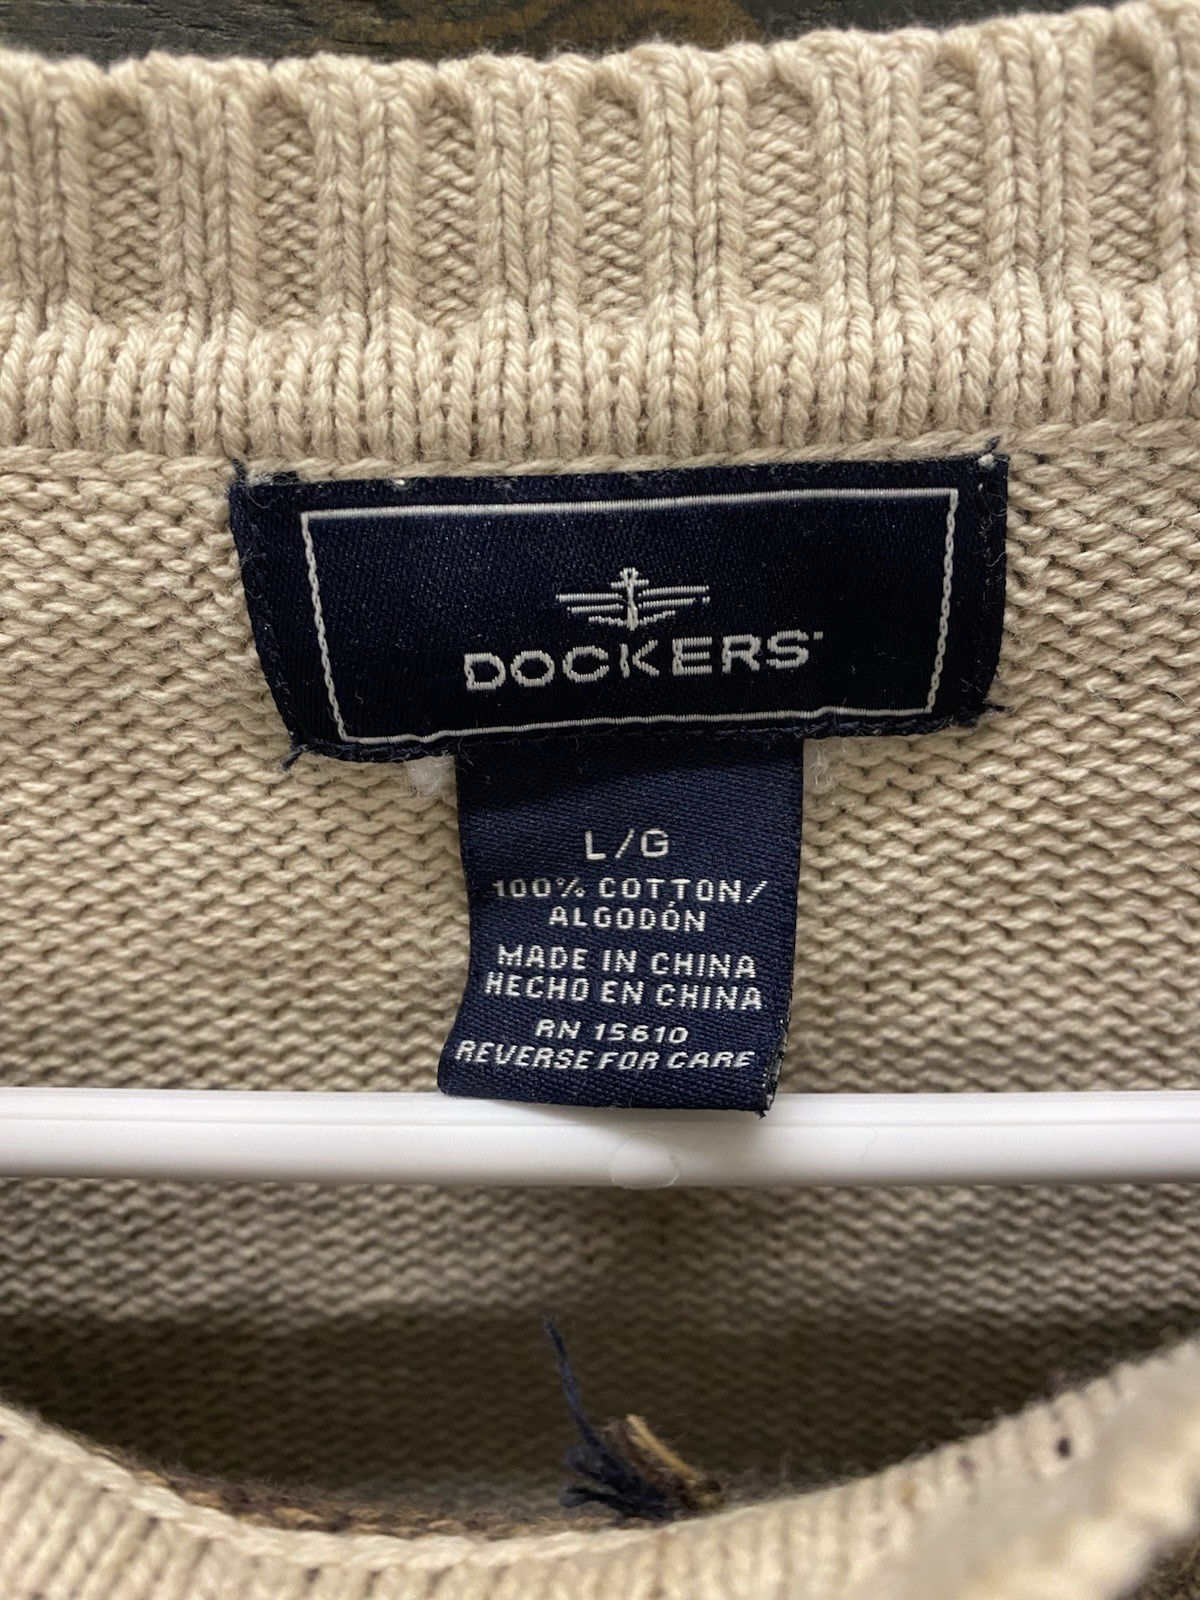 DOCKERS
L/G
100% COTTON/
ALGODÓN
MADE IN CHINA
HECHO EN CHINA
RN 15610
REVERSE FOR CARE